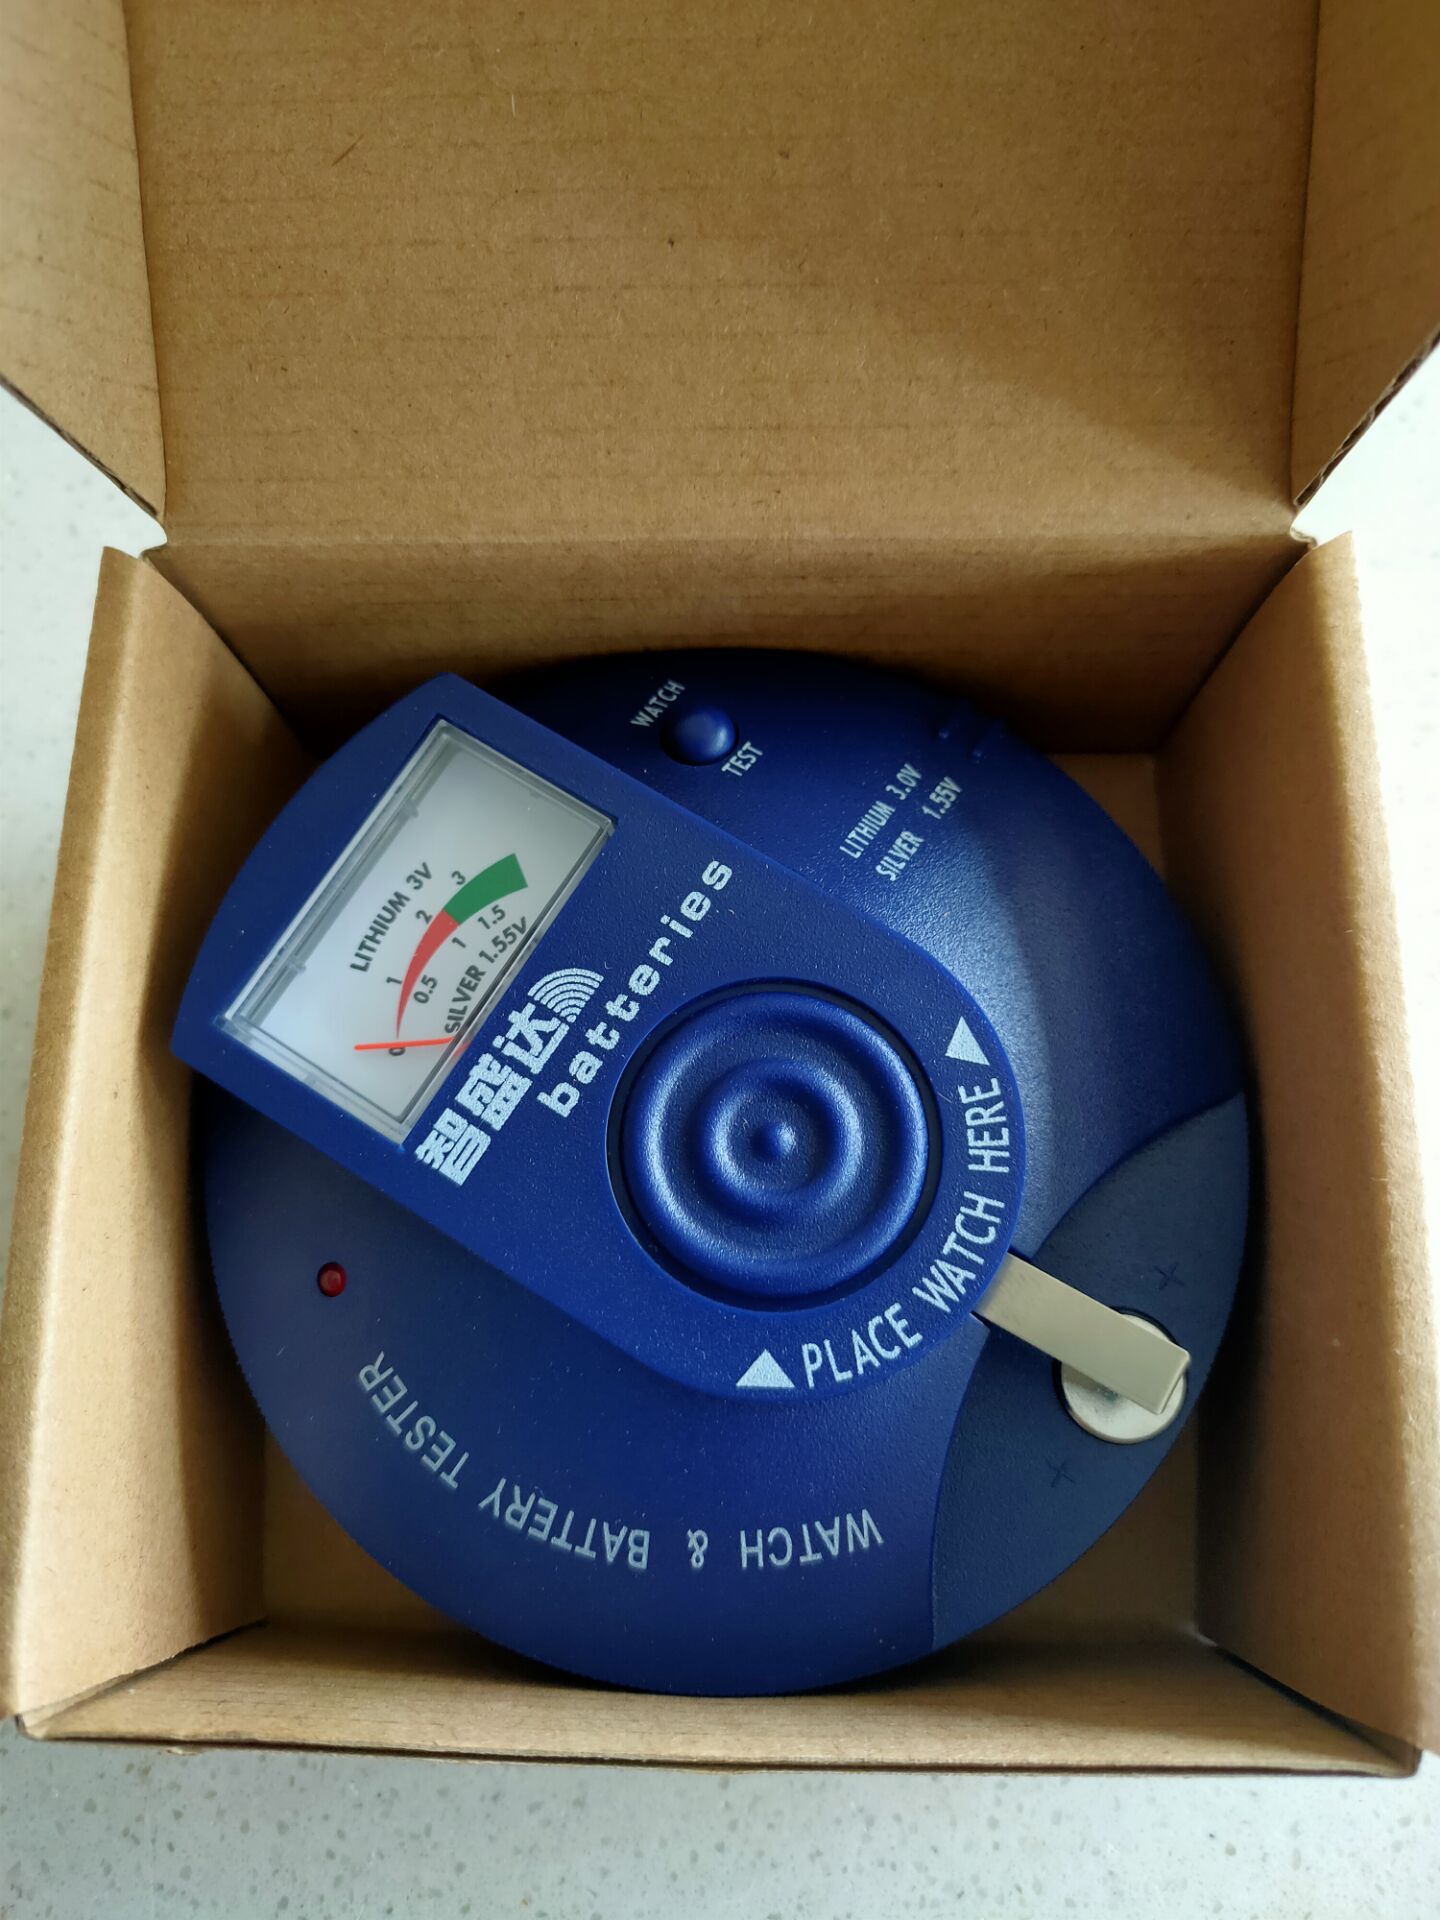 WATCH
TEST
LITHIUM 3.0V
SILVER 1.55V
LITHIUM 3V
1 2 3
0 0.5 1 1.5
SILVER 1.55V
智盛达
batteries
PLACE WATCH HERE
+
+
WATCH & BATTERY TESTER